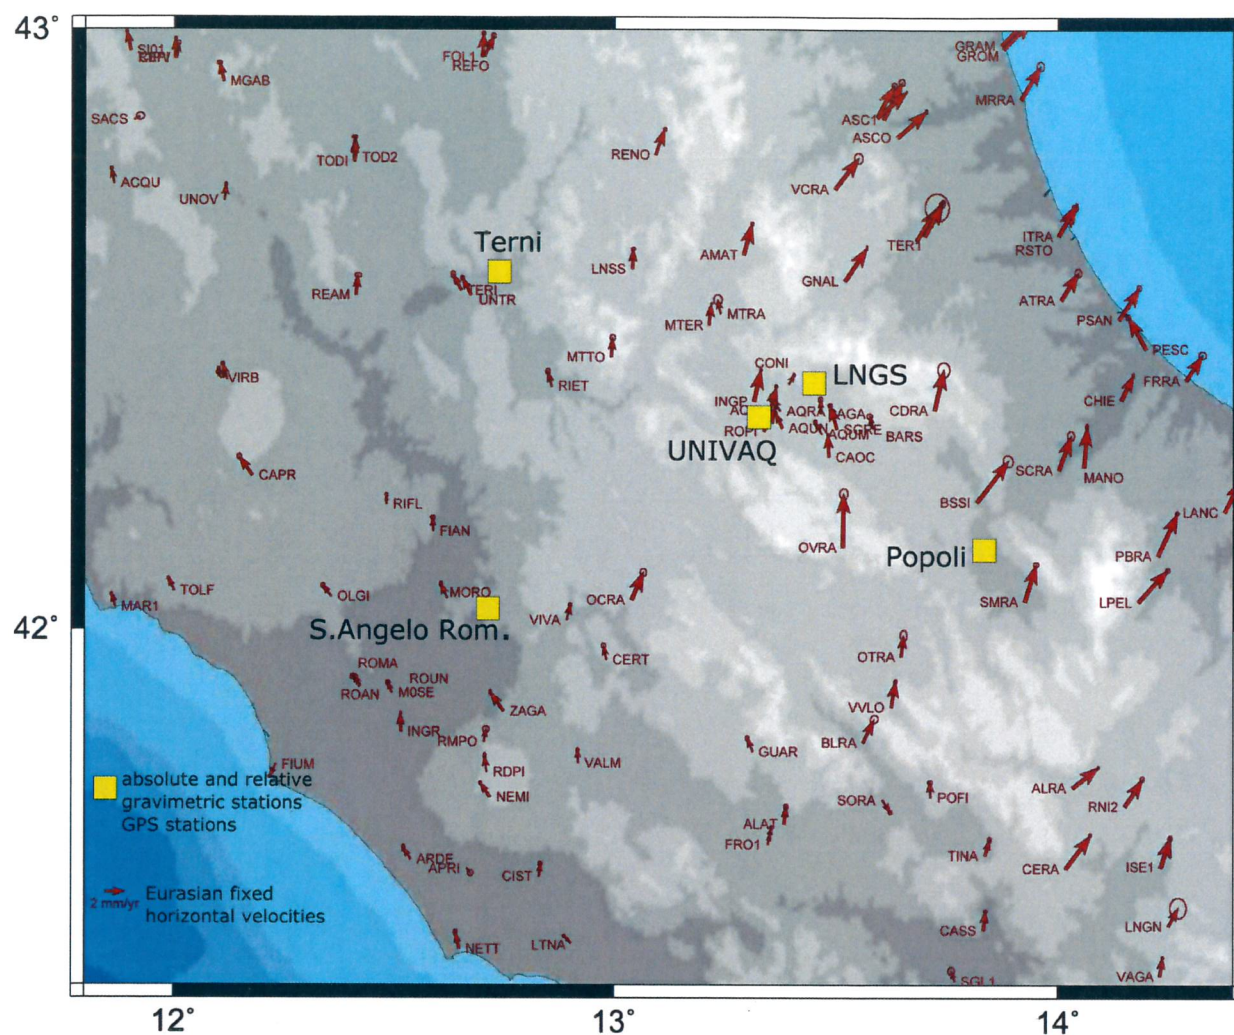 43°
SI01
MGAB
FOL1
REFO
GRAM
GROM
MRRA
SACS
ASC1
ASCO
TODI
TOD2
RENO
ACQU
UNOV
VCRA
Terni
AMAT
TER1
ITRA
RSTO
LNSS
GNAL
REAM
TERI
UNTR
ATRA
MTER
MTRA
PSAN
PESC
MTTO
CONI
LNGS
VIRB
RIET
FRRA
CHIE
INGP
AQRA
CDRA
ROPI
AQUN
AQUM
SGRE
BARS
UNIVAQ
CAOC
CAPR
SCRA
MANO
BSSI
RIFL
LANC
FIAN
OVRA
Popoli
PBRA
TOLF
OLGI
MORO
OCRA
SMRA
LPEL
MAR1
VIVA
42°
S.Angelo Rom.
OTRA
CERT
ROMA
ROUN
ROAN
M0SE
ZAGA
VVLO
INGR
RMPO
BLRA
GUAR
VALM
FIUM
RDPI
absolute and relative
gravimetric stations
GPS stations
NEMI
SORA
POFI
ALRA
RNI2
ALAT
FRO1
ARDE
APRI
CIST
TINA
CERA
ISE1
2 mm/yr
Eurasian fixed
horizontal velocities
CASS
LNGN
NETT
LTNA
SGL1
VAGA
12°
13°
14°